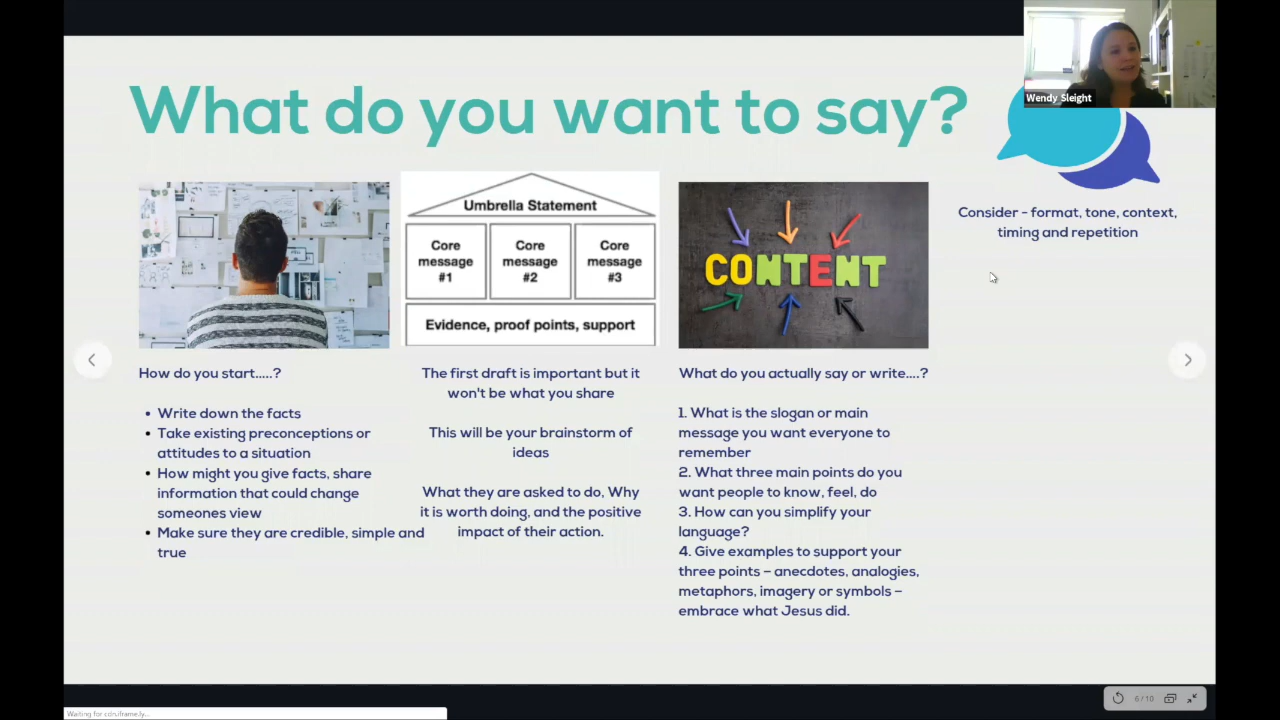 Wendy Sleight
What do you want to say?
Consider - format, tone, context,
timing and repetition
Umbrella Statement
Core
message
#1
Core
message
#2
Core
message
#3
Evidence, proof points, support
CONTENT
How do you start.....?
Write down the facts
Take existing preconceptions or
attitudes to a situation
How might you give facts, share
information that could change
someones view
Make sure they are credible, simple and
true
The first draft is important but it
won't be what you share
This will be your brainstorm of
ideas
What they are asked to do, Why
it is worth doing, and the positive
impact of their action.
What do you actually say or write....?
1. What is the slogan or main
message you want everyone to
remember
2. What three main points do you
want people to know, feel, do
3. How can you simplify your
language?
4. Give examples to support your
three points – anecdotes, analogies,
metaphors, imagery or symbols –
embrace what Jesus did.
6/10
Waiting for cdn.iframe.ly...